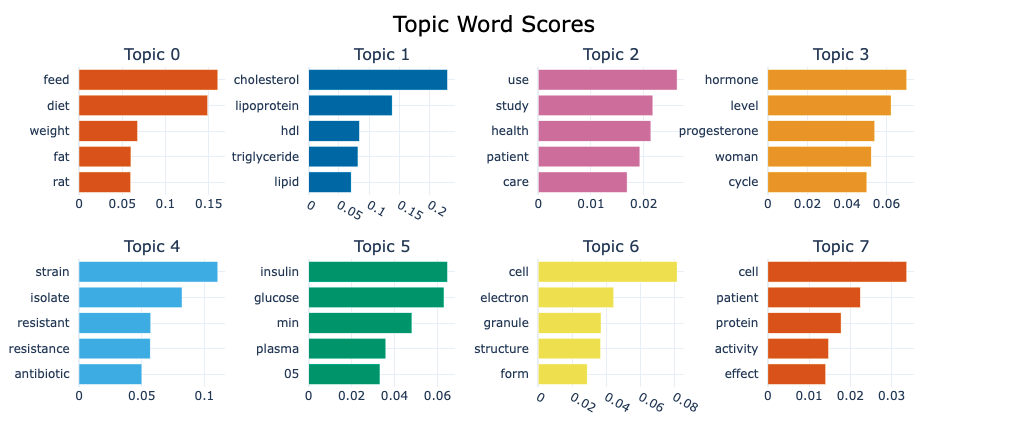 Topic Word Scores
Topic 0
feed
diet
weight
fat
rat
0 0.05 0.1 0.15
Topic 1
cholesterol
lipoprotein
hdl
triglyceride
lipid
0 0.05 0.1 0.15 0.2
Topic 2
use
study
health
patient
care
0 0.01 0.02
Topic 3
hormone
level
progesterone
woman
cycle
0 0.02 0.04 0.06
Topic 4
strain
isolate
resistant
resistance
antibiotic
0 0.05 0.1
Topic 5
insulin
glucose
min
plasma
05
0 0.02 0.04 0.06
Topic 6
cell
electron
granule
structure
form
0 0.02 0.04 0.06 0.08
Topic 7
cell
patient
protein
activity
effect
0 0.01 0.02 0.03